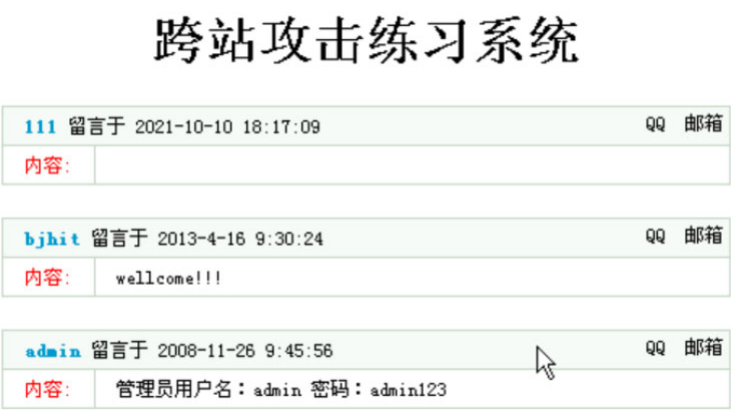 跨站攻击练习系统
111 留言于 2021-10-10 18:17:09 QQ 邮箱
内容:
bjhit 留言于 2013-4-16 9:30:24 QQ 邮箱
内容: wellcome!!!
admin 留言于 2008-11-26 9:45:56 QQ 邮箱
内容: 管理员用户名：admin 密码：admin123